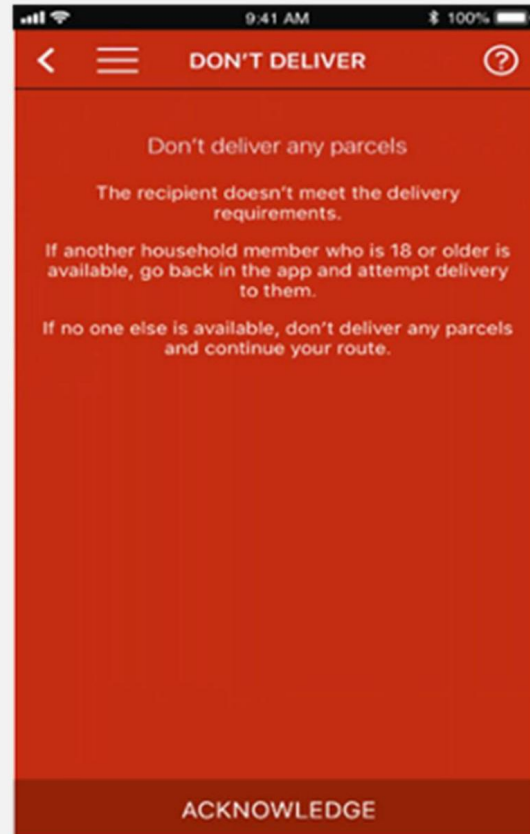 9:41 AM
100%
DON'T DELIVER
?
Don't deliver any parcels
The recipient doesn't meet the delivery
requirements.
If another household member who is 18 or older is
available, go back in the app and attempt delivery
to them.
If no one else is available, don't deliver any parcels
and continue your route.
ACKNOWLEDGE